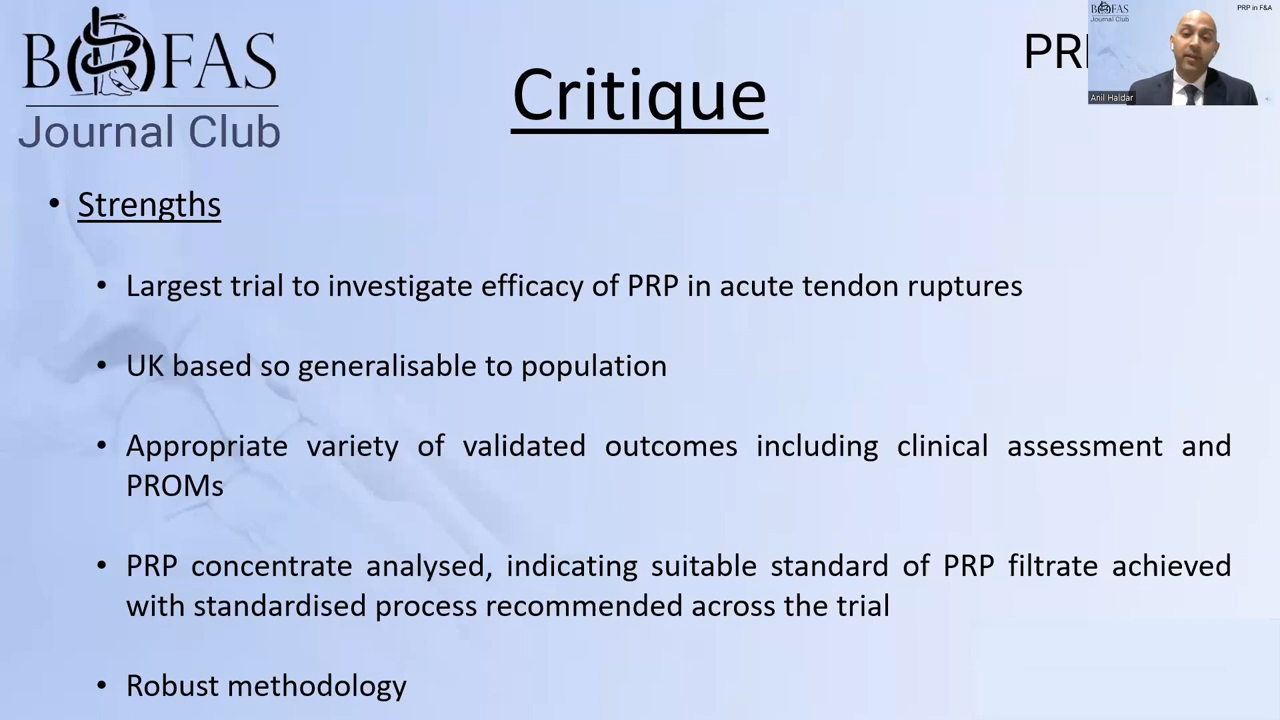 BOFAS
Journal Club
Critique
PRP in F&A
BOFAS
Journal Club
Anil Haldar
• Strengths
• Largest trial to investigate efficacy of PRP in acute tendon ruptures
• UK based so generalisable to population
• Appropriate variety of validated outcomes including clinical assessment and
PROMs
• PRP concentrate analysed, indicating suitable standard of PRP filtrate achieved
with standardised process recommended across the trial
• Robust methodology